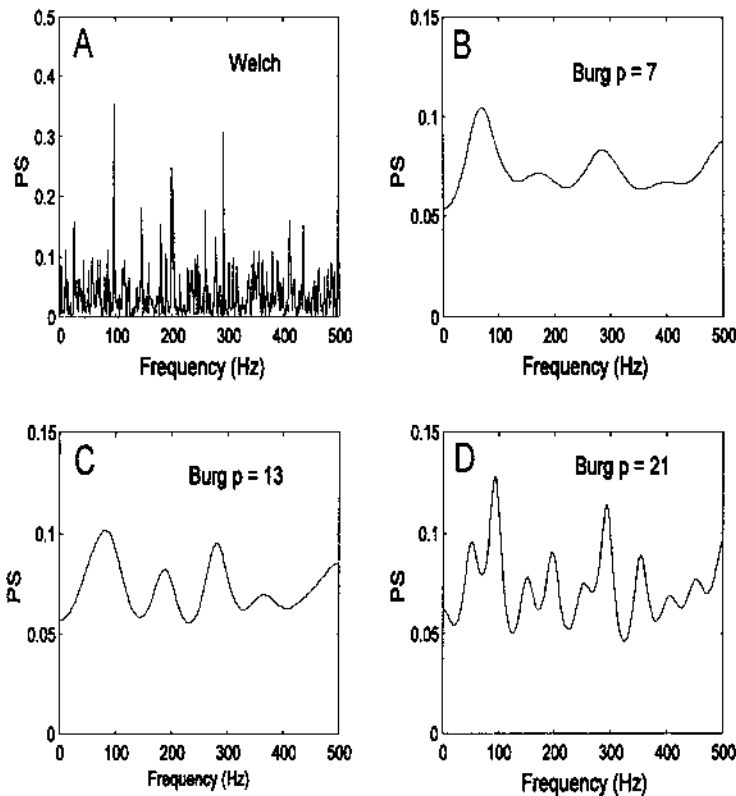 A
Welch
PS
0.5
0.4
0.3
0.2
0.1
0
0 100 200 300 400 500
Frequency (Hz)
B
Burg p = 7
PS
0.15
0.1
0.05
0
0 100 200 300 400 500
Frequency (Hz)
C
Burg p = 13
PS
0.15
0.1
0.05
0
0 100 200 300 400 500
Frequency (Hz)
D
Burg p = 21
PS
0.15
0.1
0.05
0
0 100 200 300 400 500
Frequency (Hz)